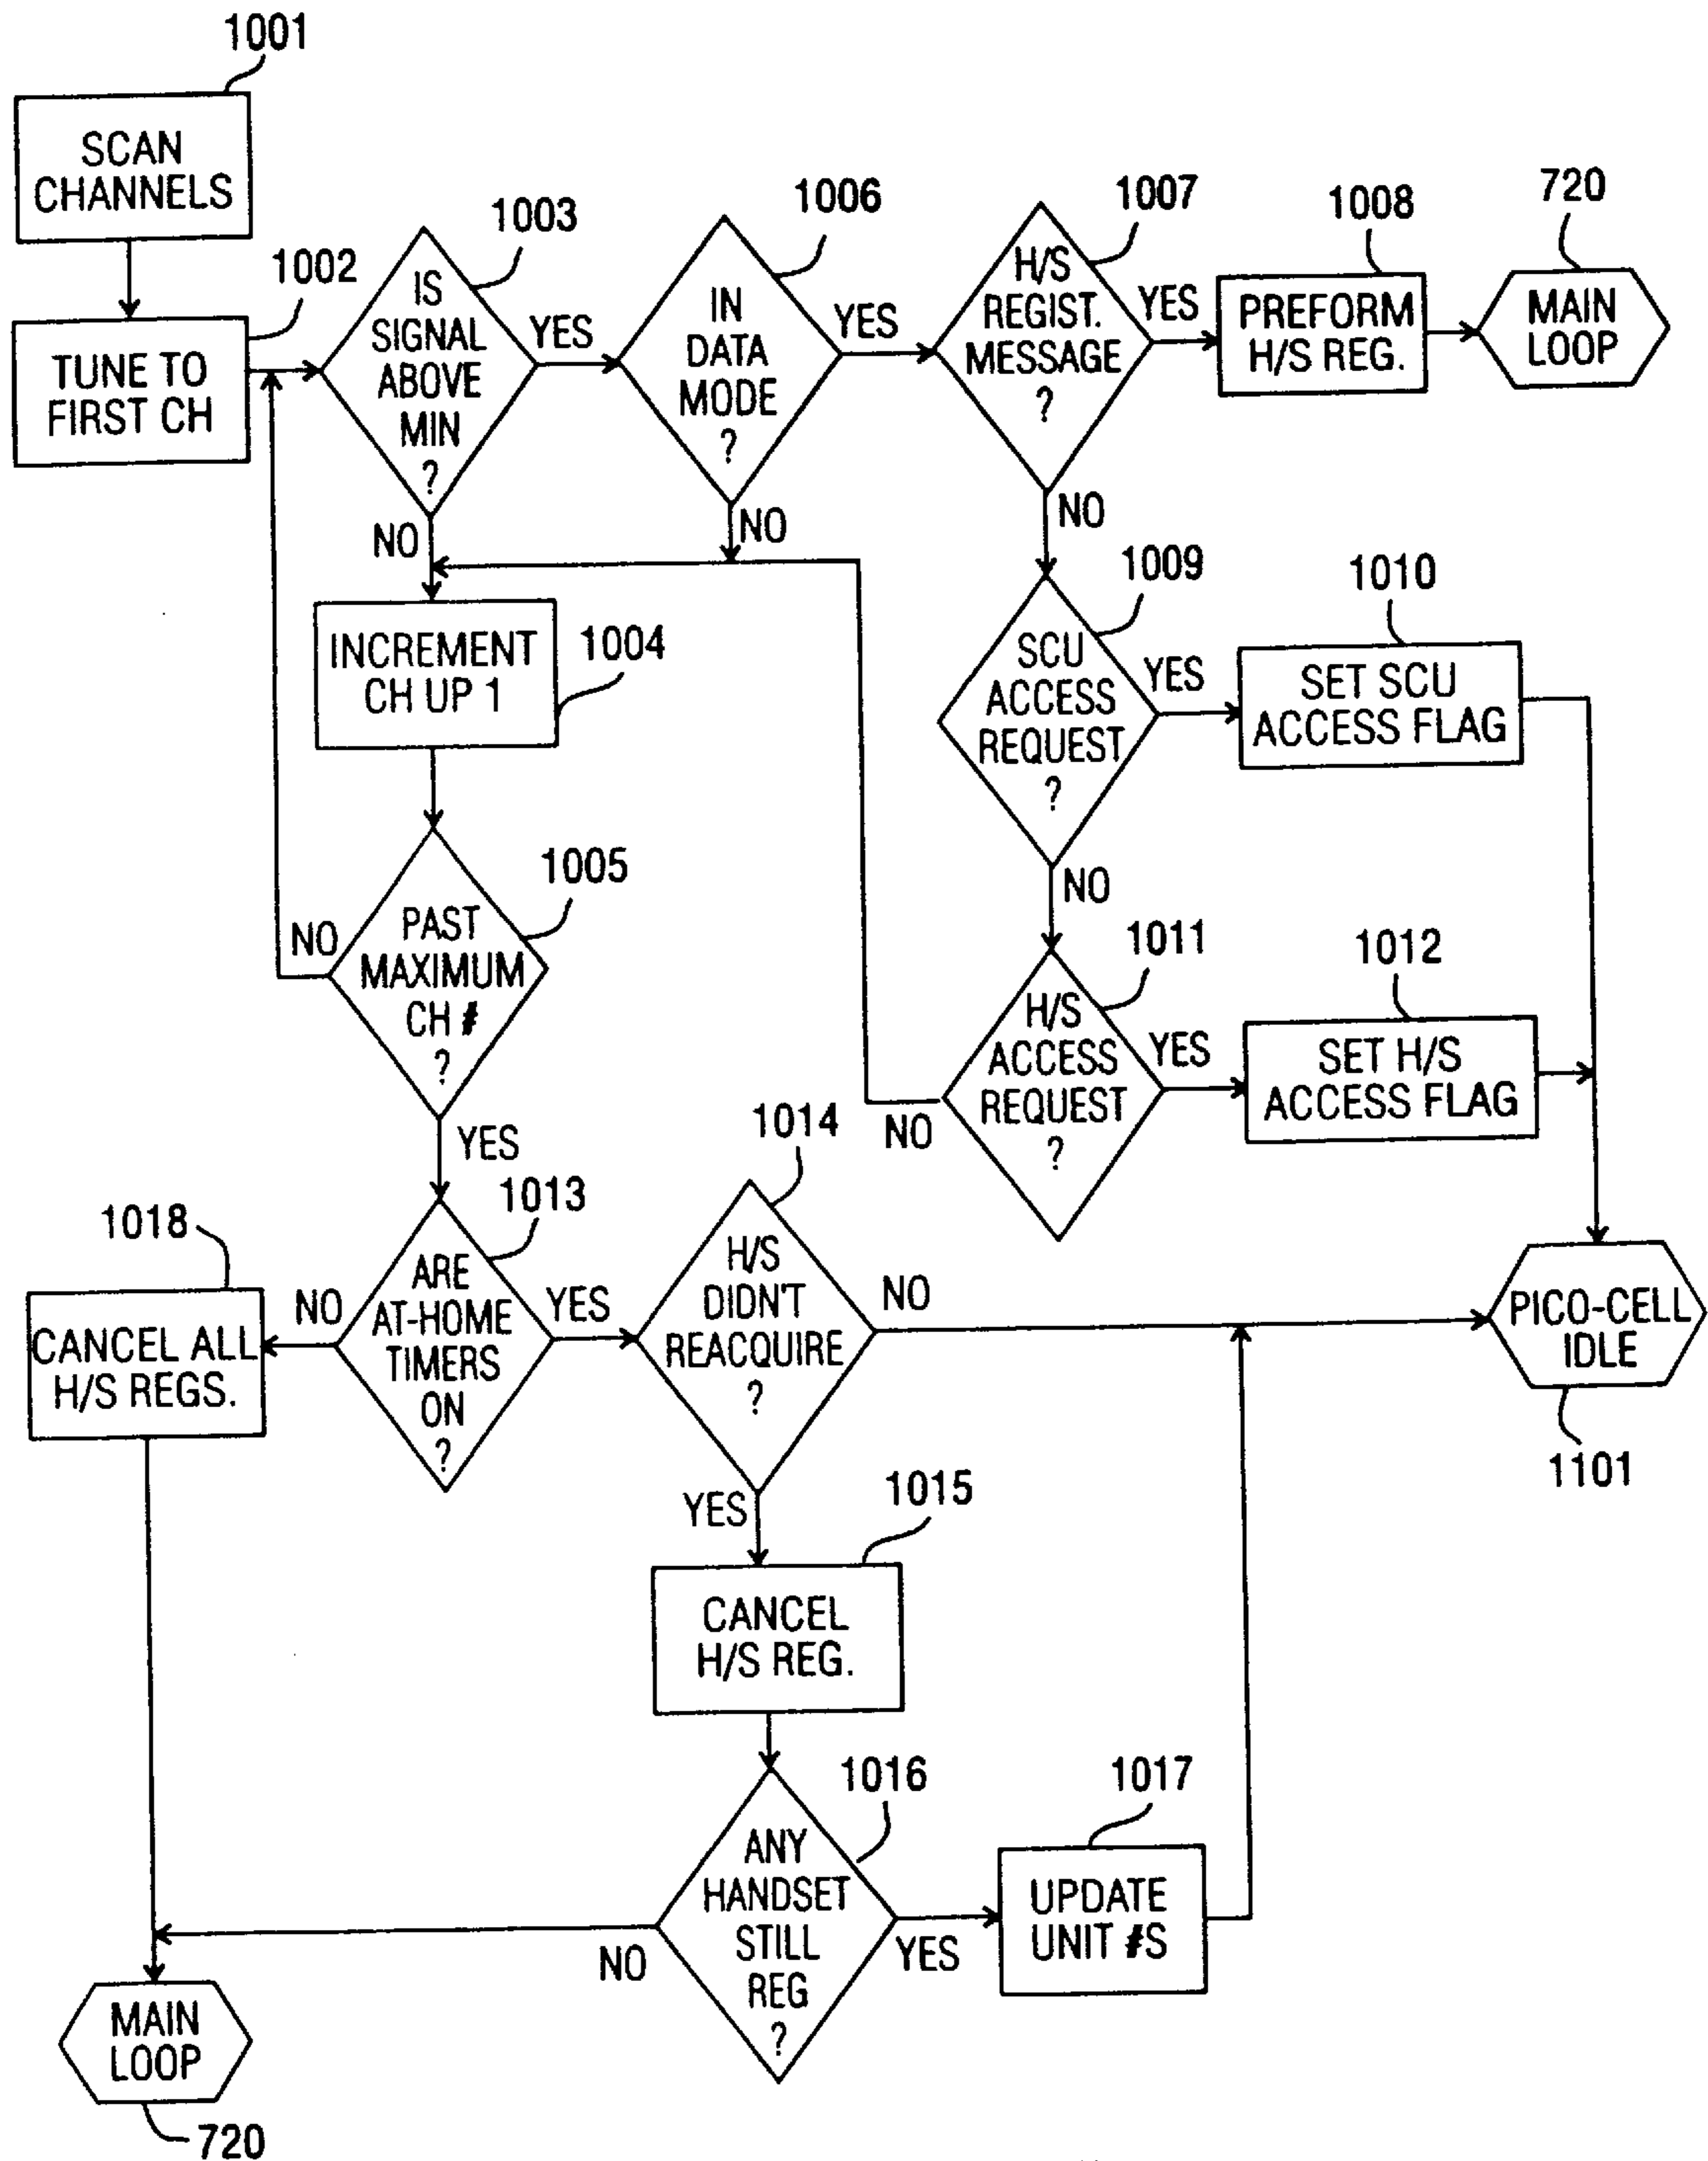 1001
SCAN
CHANNELS
1002
TUNE TO
FIRST CH
1003
IS
SIGNAL
ABOVE
MIN
?
YES
NO
1006
IN
DATA
MODE
?
YES
NO
1007
H/S
REGIST.
MESSAGE
?
YES
NO
1008
PREFORM
H/S REG.
720
MAIN
LOOP
INCREMENT
CH UP 1
1004
1009
SCU
ACCESS
REQUEST
?
YES
NO
1010
SET SCU
ACCESS FLAG
1005
PAST
MAXIMUM
CH #
?
NO
YES
1011
H/S
ACCESS
REQUEST
?
YES
NO
1012
SET H/S
ACCESS FLAG
1013
ARE
AT-HOME
TIMERS
ON
?
NO
YES
1018
CANCEL ALL
H/S REGS.
1014
H/S
DIDN'T
REACQUIRE
?
NO
YES
PICO-CELL
IDLE
1101
1015
CANCEL
H/S REG.
1016
ANY
HANDSET
STILL
REG
?
NO
YES
1017
UPDATE
UNIT #S
MAIN
LOOP
720